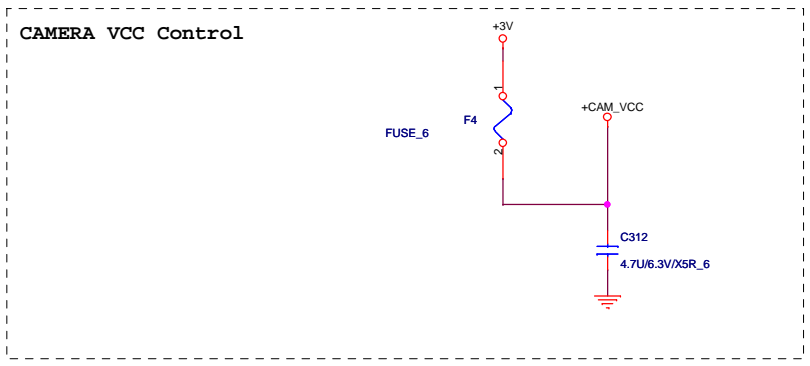 CAMERA VCC Control
+3V
1
F4
FUSE_6
2
+CAM_VCC
C312
4.7U/6.3V/X5R_6